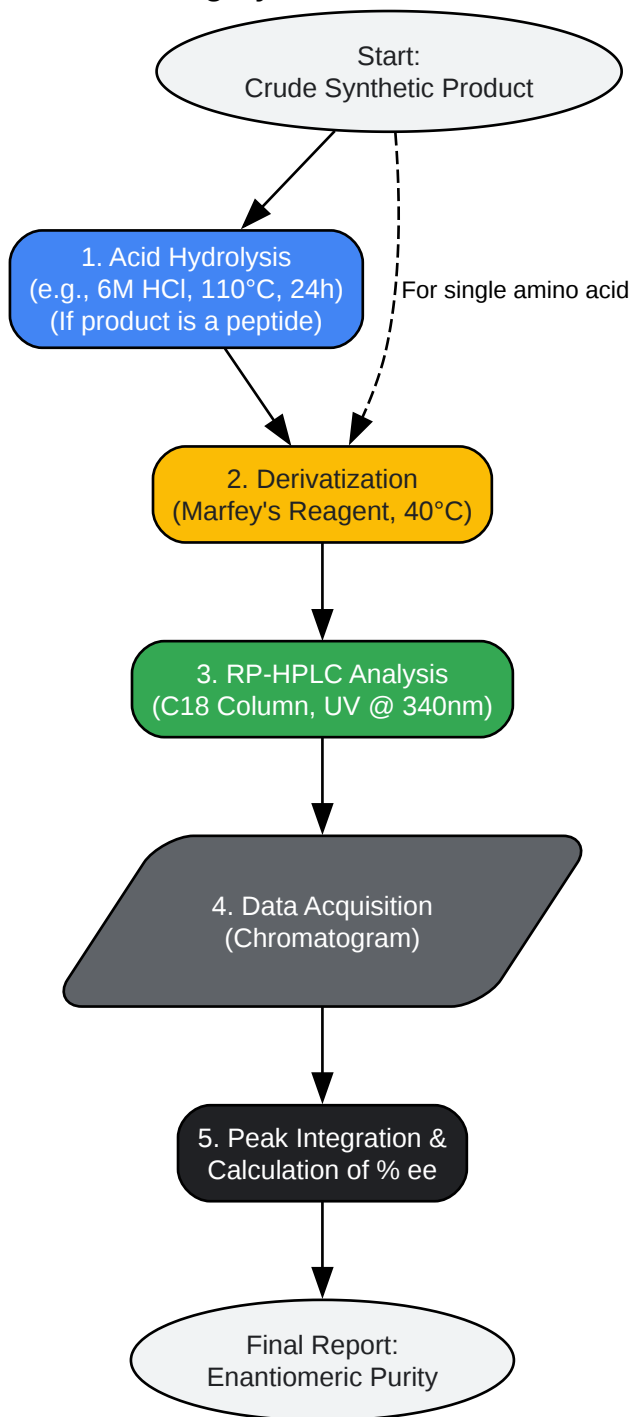 Start:
Crude Synthetic Product
1. Acid Hydrolysis
(e.g., 6M HCl, 110°C, 24h)
(If product is a peptide)
For single amino acid
2. Derivatization
(Marfey's Reagent, 40°C)
3. RP-HPLC Analysis
(C18 Column, UV @ 340nm)
4. Data Acquisition
(Chromatogram)
5. Peak Integration &
Calculation of % ee
Final Report:
Enantiomeric Purity